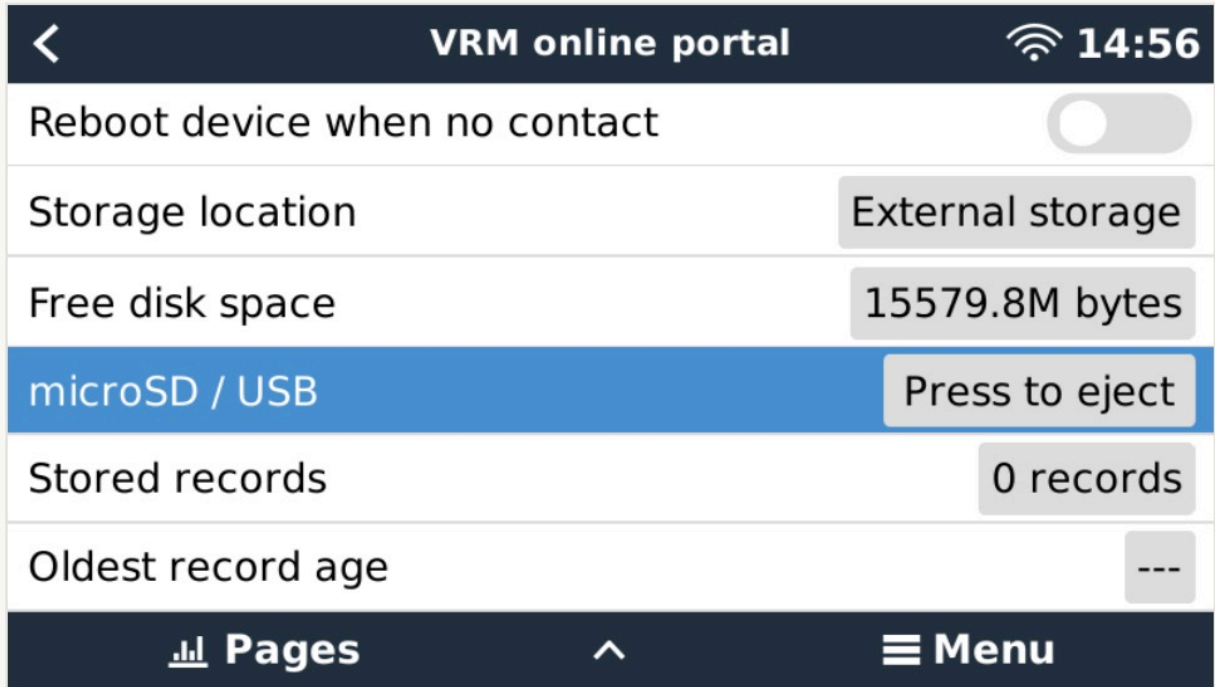 VRM online portal 14:56
Reboot device when no contact
Storage location External storage
Free disk space 15579.8M bytes
microSD / USB Press to eject
Stored records 0 records
Oldest record age ---
Pages Menu